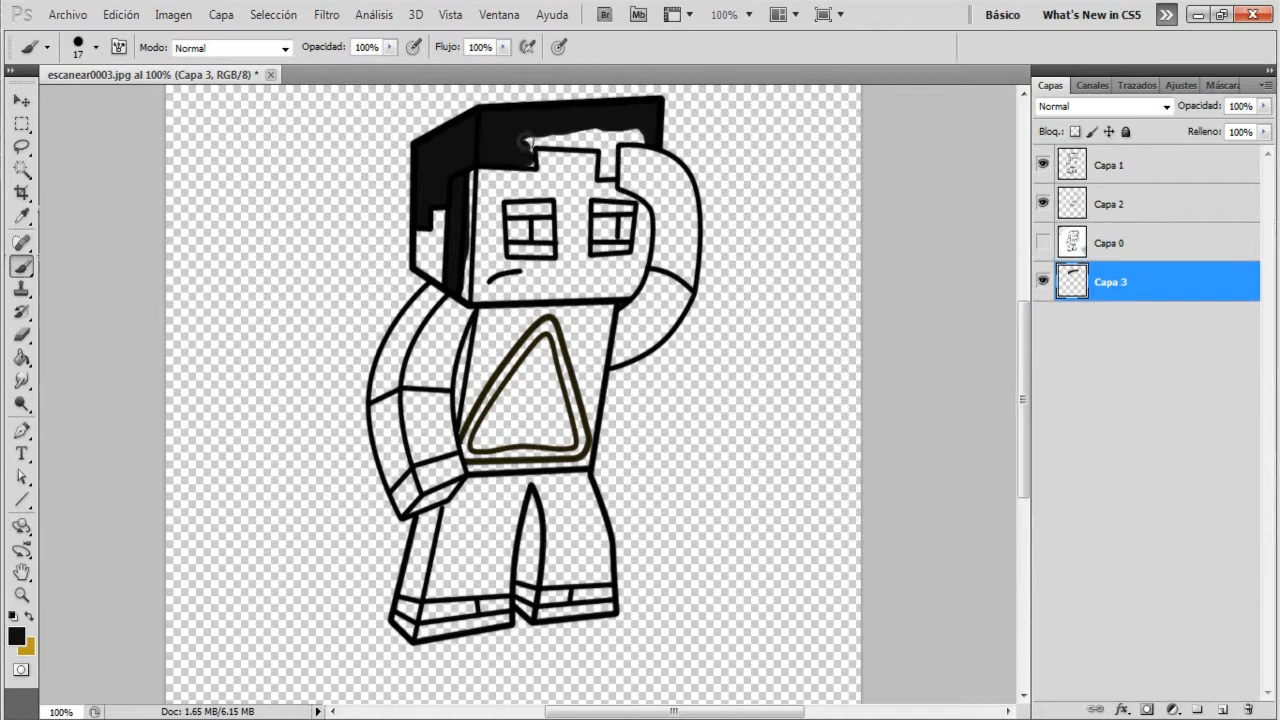 Ps Archivo Edición Imagen Capa Selección Filtro Análisis 3D Vista Ventana Ayuda Br Mb 100% Básico What's New in CS5
17 Modo: Normal Opacidad: 100% Flujo: 100%
escanear0003.jpg al 100% (Capa 3, RGB/8) *
Capas Canales Trazados Ajustes Máscara
Normal Opacidad: 100%
Bloq.: Relleno: 100%
Capa 1
Capa 2
Capa 0
Capa 3
T
100% Doc: 1.65 MB/6.15 MB
fx